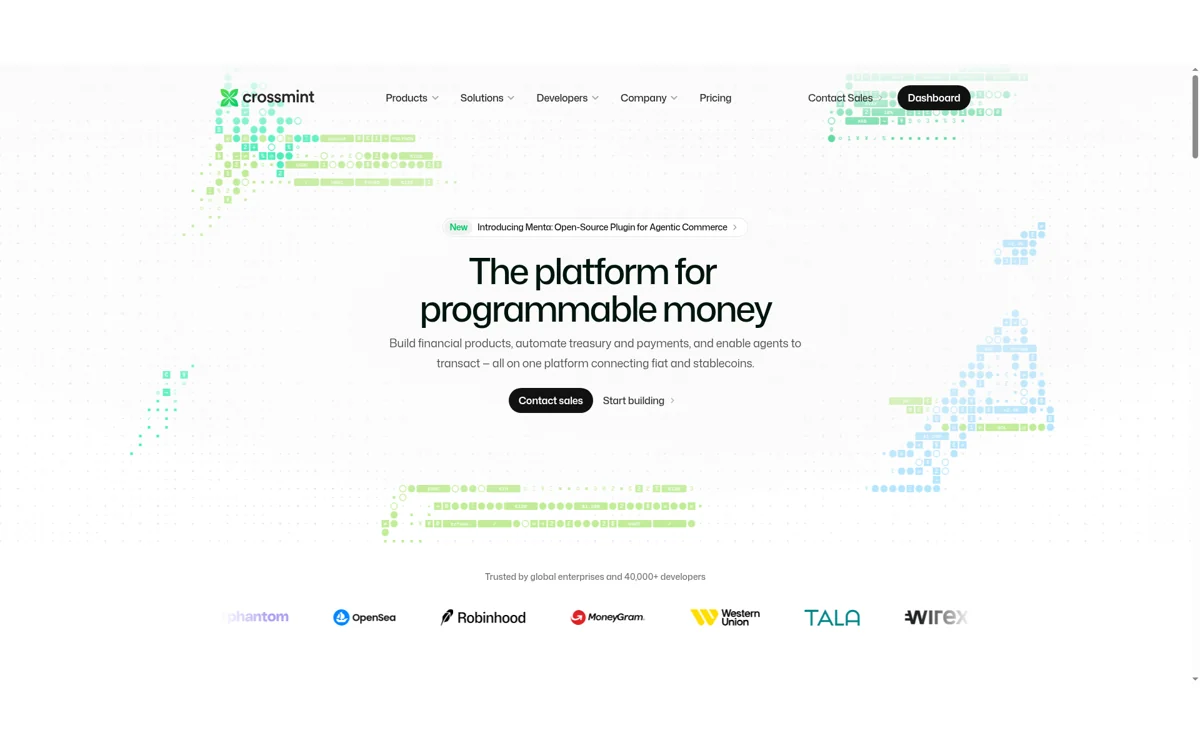 crossmint
Products
Solutions
Developers
Company
Pricing
Contact Sales
Dashboard
New Introducing Menta: Open-Source Plugin for Agentic Commerce
The platform for
programmable money
Build financial products, automate treasury and payments, and enable agents to
transact — all on one platform connecting fiat and stablecoins.
Contact sales
Start building
Trusted by global enterprises and 40,000+ developers
phantom
OpenSea
Robinhood
MoneyGram.
Western
Union
TALA
wirex